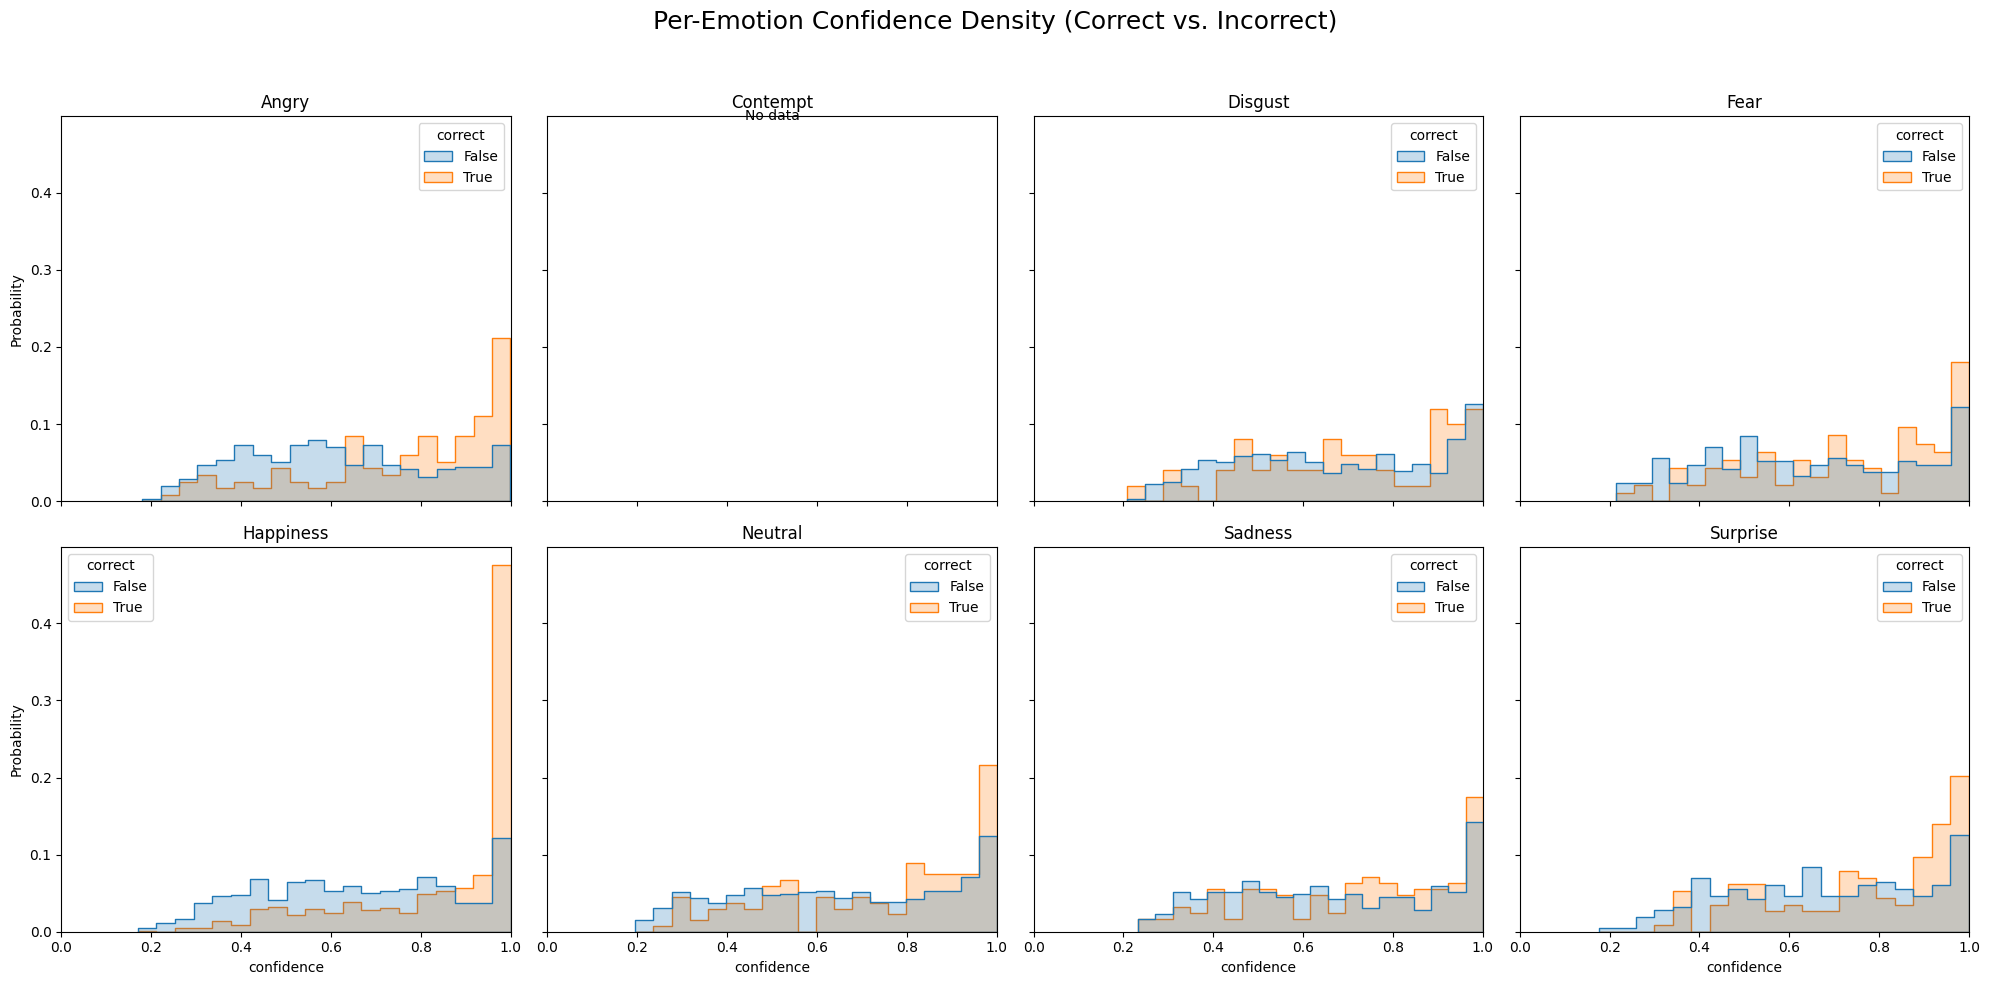 Per-Emotion Confidence Density (Correct vs. Incorrect)
Angry
Contempt
Disgust
Fear
No data
correct
False
True
correct
False
True
correct
False
True
Probability
0.4
0.3
0.2
0.1
0.0
Happiness
Neutral
Sadness
Surprise
correct
False
True
correct
False
True
correct
False
True
correct
False
True
Probability
0.4
0.3
0.2
0.1
0.0
0.0 0.2 0.4 0.6 0.8 1.0
confidence
0.0 0.2 0.4 0.6 0.8 1.0
confidence
0.0 0.2 0.4 0.6 0.8 1.0
confidence
0.0 0.2 0.4 0.6 0.8 1.0
confidence